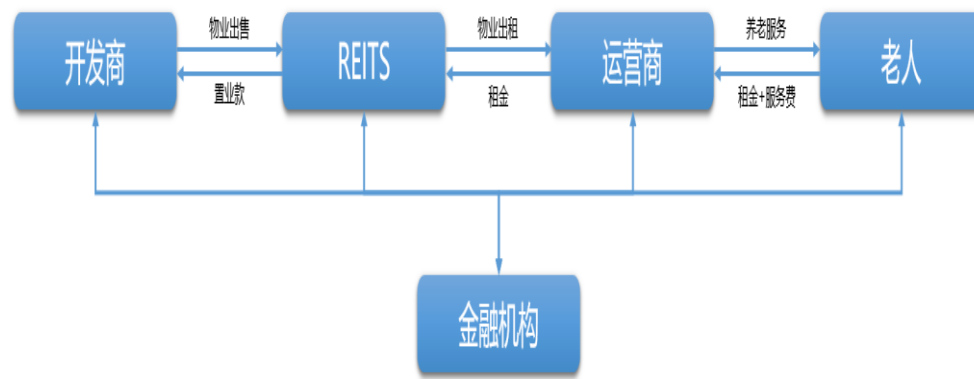 物业出售
物业出租
养老服务
开发商
REITS
运营商
老人
置业款
租金
租金+服务费
金融机构